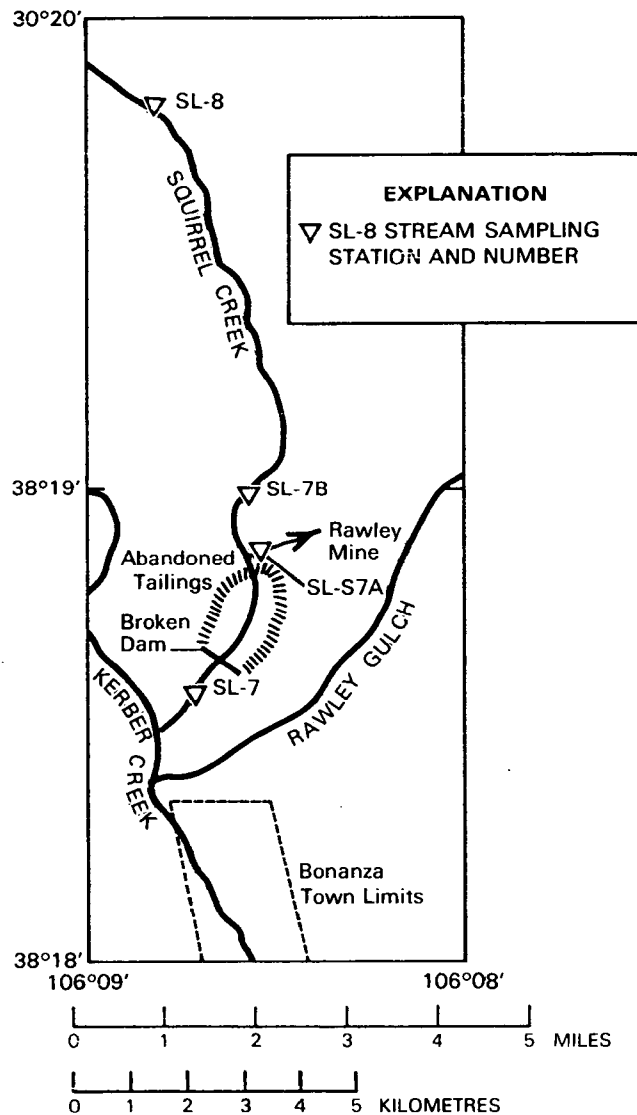 30°20'
SL-8
SQUIRREL CREEK
EXPLANATION
SL-8 STREAM SAMPLING
STATION AND NUMBER
38°19'
SL-7B
Rawley
Mine
Abandoned
Tailings
SL-S7A
Broken
Dam
SL-7
RAWLEY GULCH
KERBER
CREEK
Bonanza
Town Limits
38°18'
106°09'
106°08'
0 1 2 3 4 5 MILES
0 1 2 3 4 5 KILOMETRES